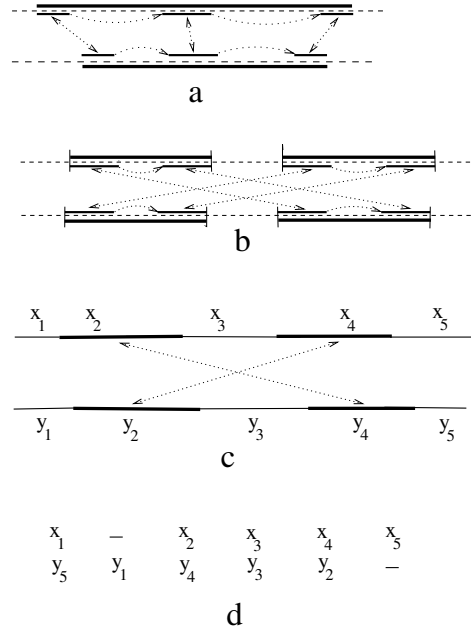 a
b
x1 x2 x3 x4 x5
y1 y2 y3 y4 y5
c
x1 – x2 x3 x4 x5
y5 y1 y4 y3 y2 –
d